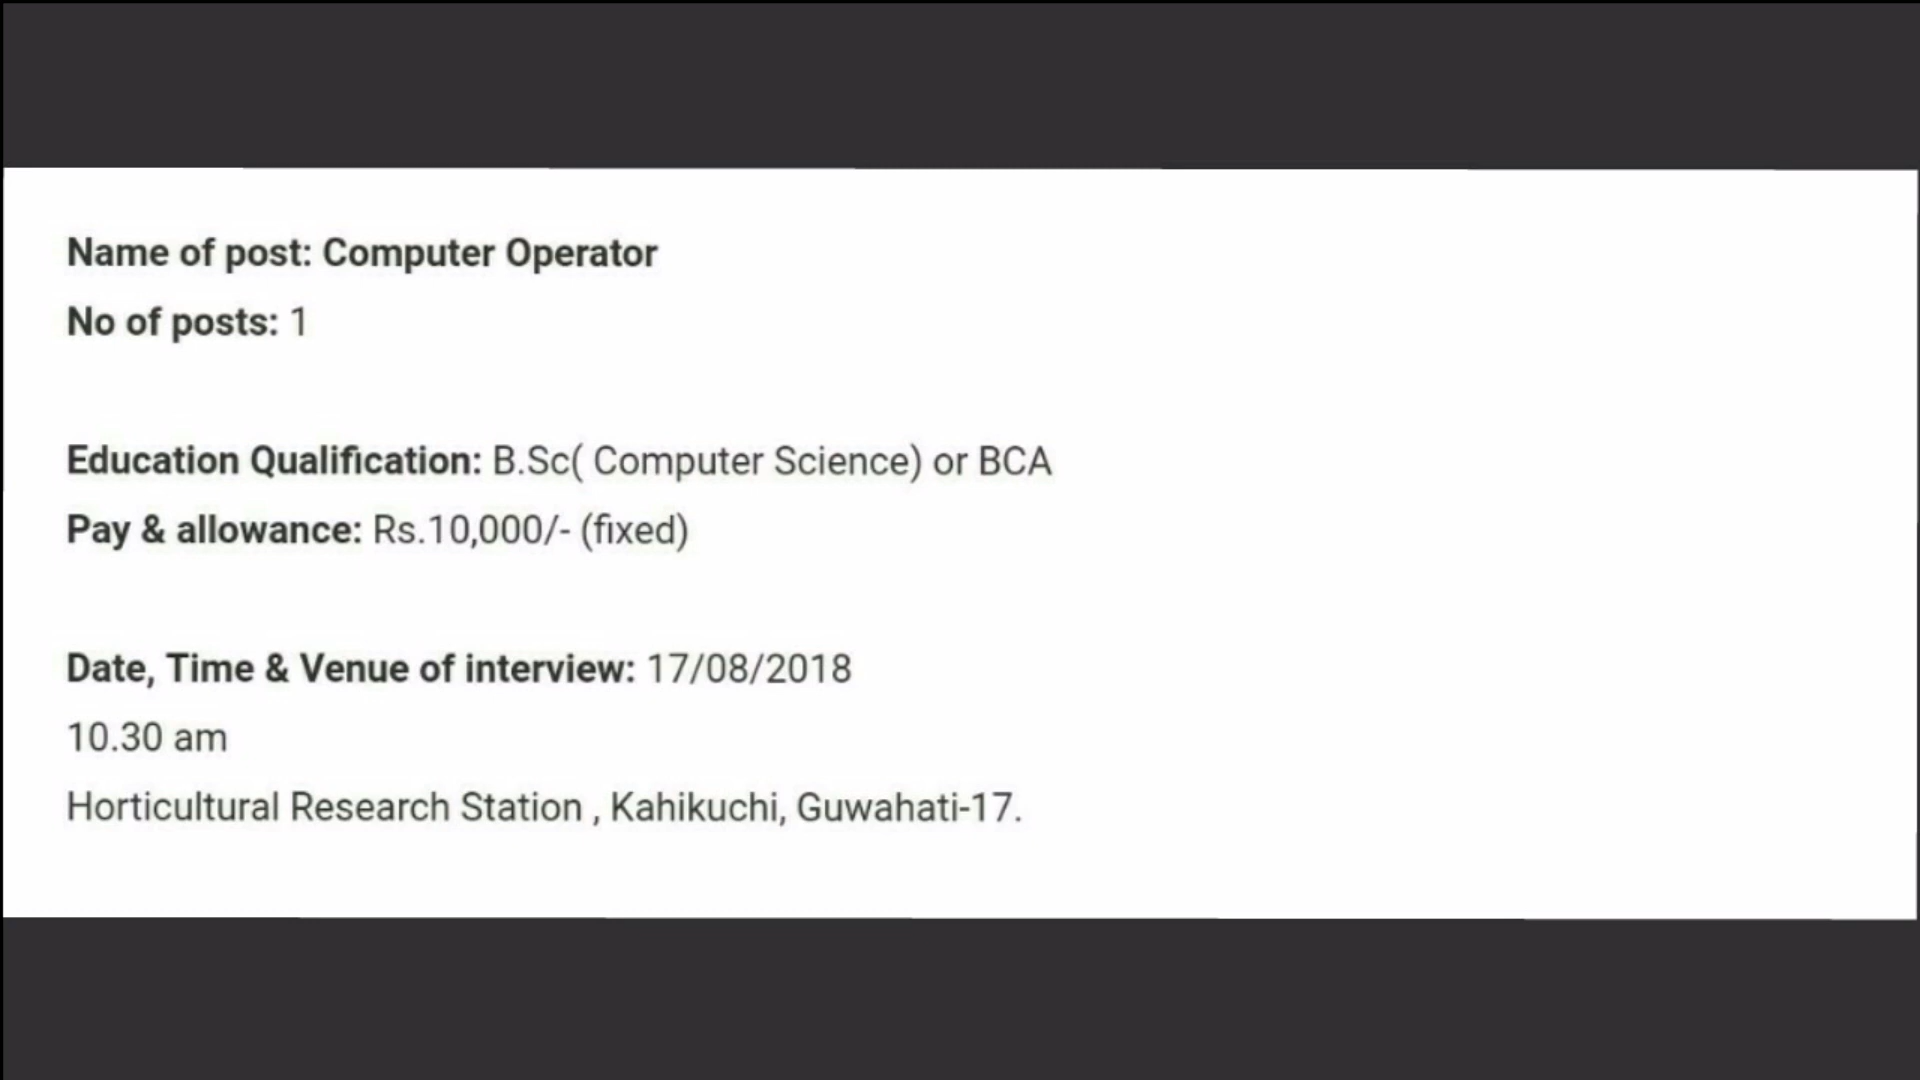 Name of post: Computer Operator
No of posts: 1
Education Qualification: B.Sc( Computer Science) or BCA
Pay & allowance: Rs.10,000/- (fixed)
Date, Time & Venue of interview: 17/08/2018
10.30 am
Horticultural Research Station , Kahikuchi, Guwahati-17.